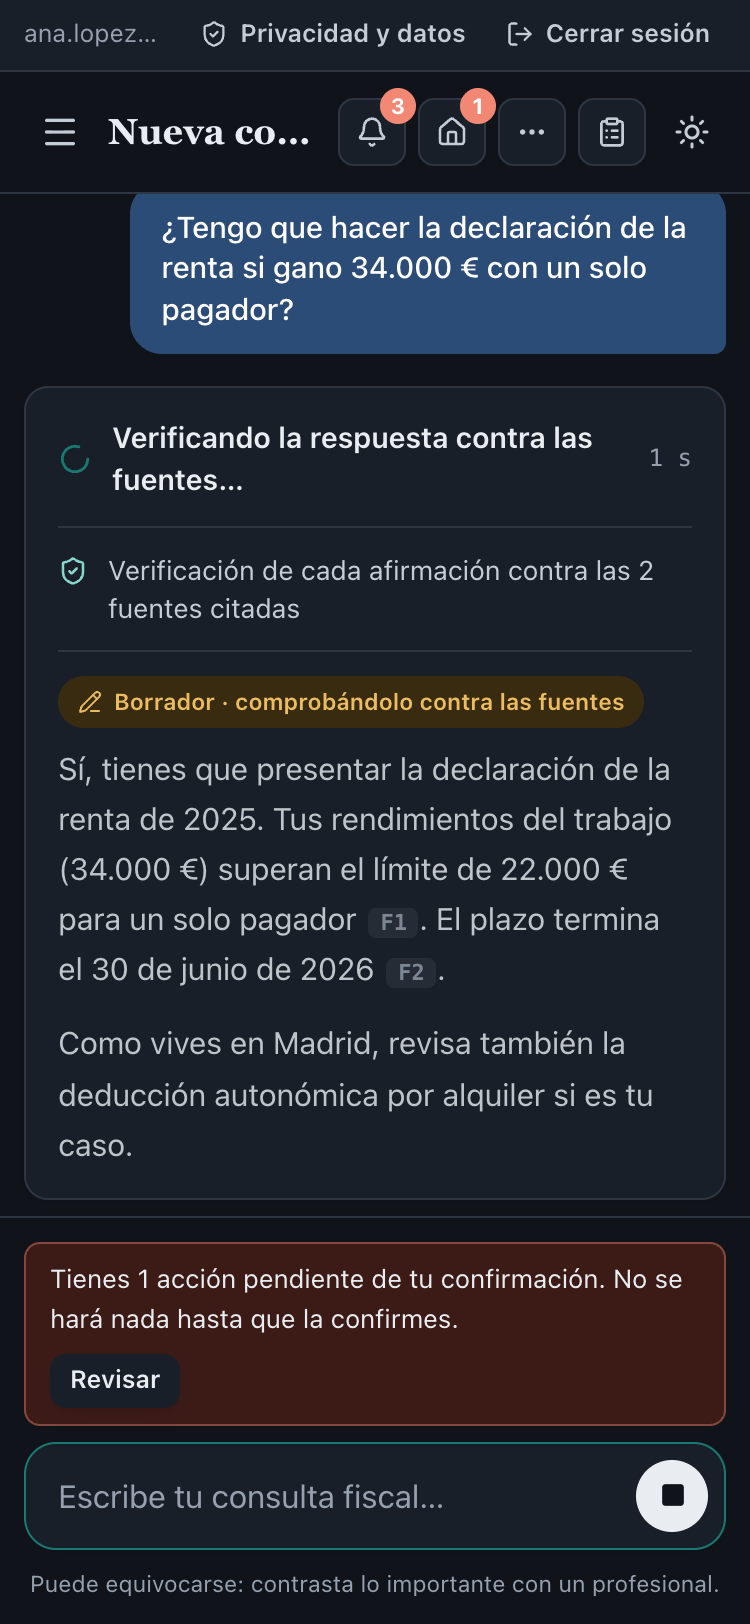 ana.lopez... Privacidad y datos Cerrar sesión
Nueva co... 3 1
¿Tengo que hacer la declaración de la
renta si gano 34.000 € con un solo
pagador?
Verificando la respuesta contra las
fuentes... 1 s
Verificación de cada afirmación contra las 2
fuentes citadas
Borrador · comprobándolo contra las fuentes
Sí, tienes que presentar la declaración de la
renta de 2025. Tus rendimientos del trabajo
(34.000 €) superan el límite de 22.000 €
para un solo pagador F1. El plazo termina
el 30 de junio de 2026 F2.
Como vives en Madrid, revisa también la
deducción autonómica por alquiler si es tu
caso.
Tienes 1 acción pendiente de tu confirmación. No se
hará nada hasta que la confirmes.
Revisar
Escribe tu consulta fiscal...
Puede equivocarse: contrasta lo importante con un profesional.